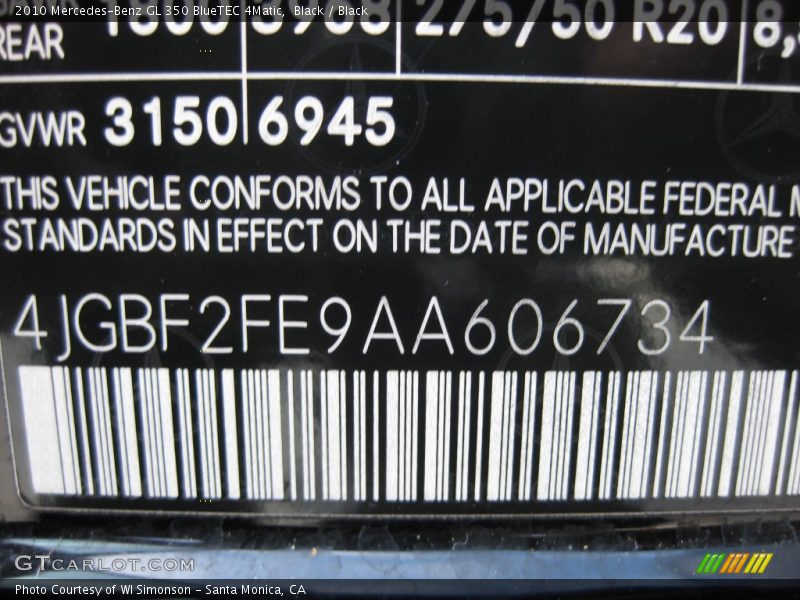 2010 Mercedes-Benz GL 350 BlueTEC 4Matic, Black / Black
REAR 275/50 R20
GVWR 3150 6945
THIS VEHICLE CONFORMS TO ALL APPLICABLE FEDERAL
STANDARDS IN EFFECT ON THE DATE OF MANUFACTURE
4JGBF2FE9AA606734
GTCARLOT.COM
Photo Courtesy of WI Simonson - Santa Monica, CA